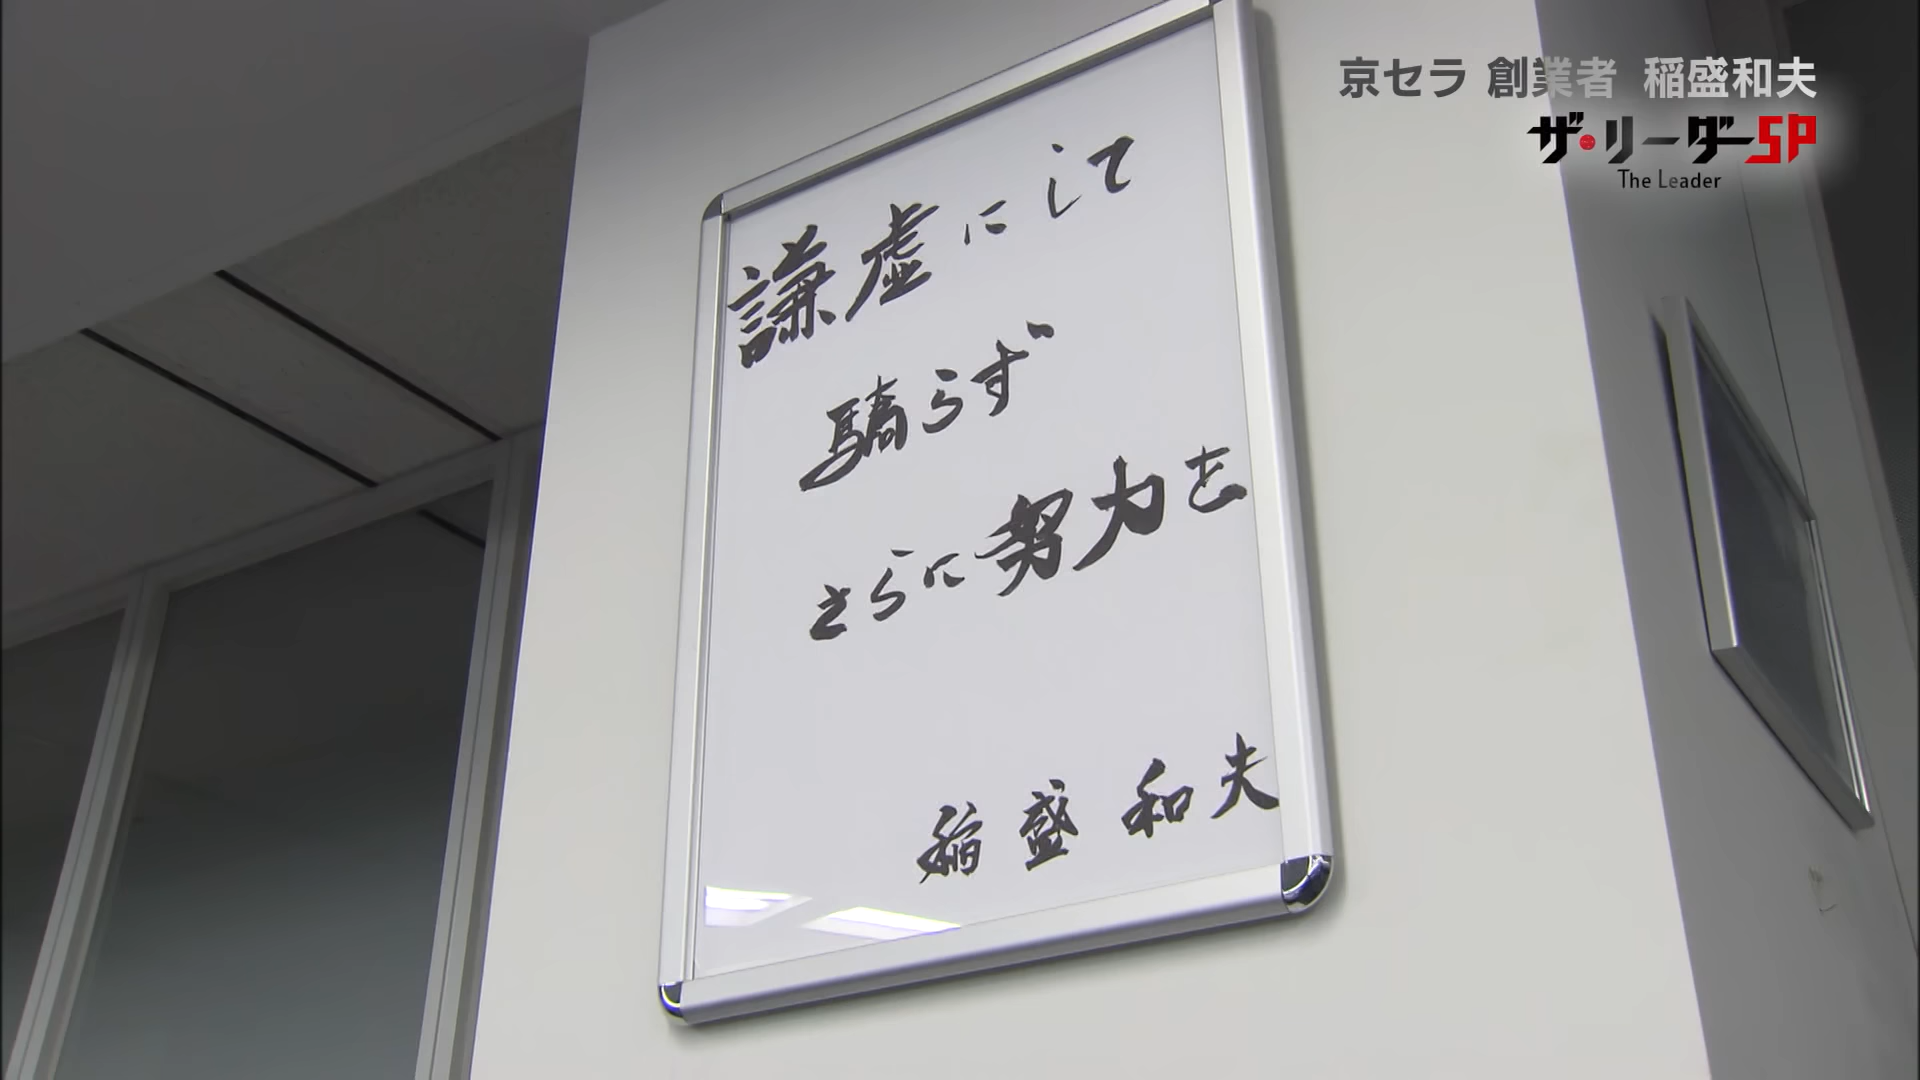 京セラ 創業者 稲盛和夫
ザ・リーダーSP
The Leader
謙虚にして
驕らず
さらに努力を
稲盛和夫